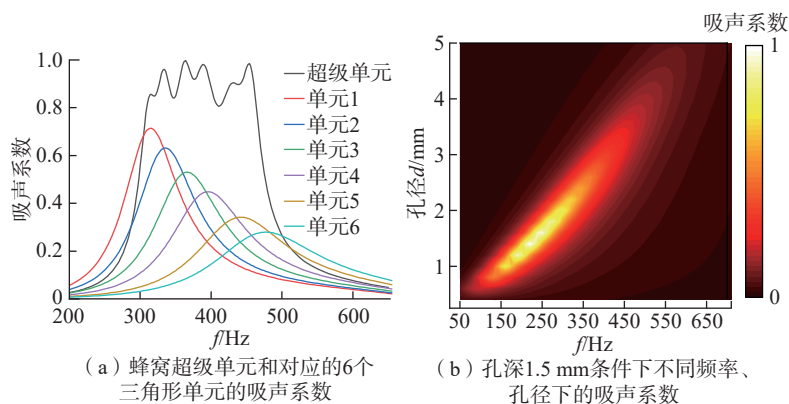 吸声系数
1.0
0.8
0.6
0.4
0.2
0
200
300
400
500
600
f/Hz
超级单元
单元1
单元2
单元3
单元4
单元5
单元6
（a）蜂窝超级单元和对应的6个
三角形单元的吸声系数
吸声系数
1
0
孔径d/mm
5
4
3
2
1
50
150
250
350
450
550
650
f/Hz
（b）孔深1.5 mm条件下不同频率、
孔径下的吸声系数